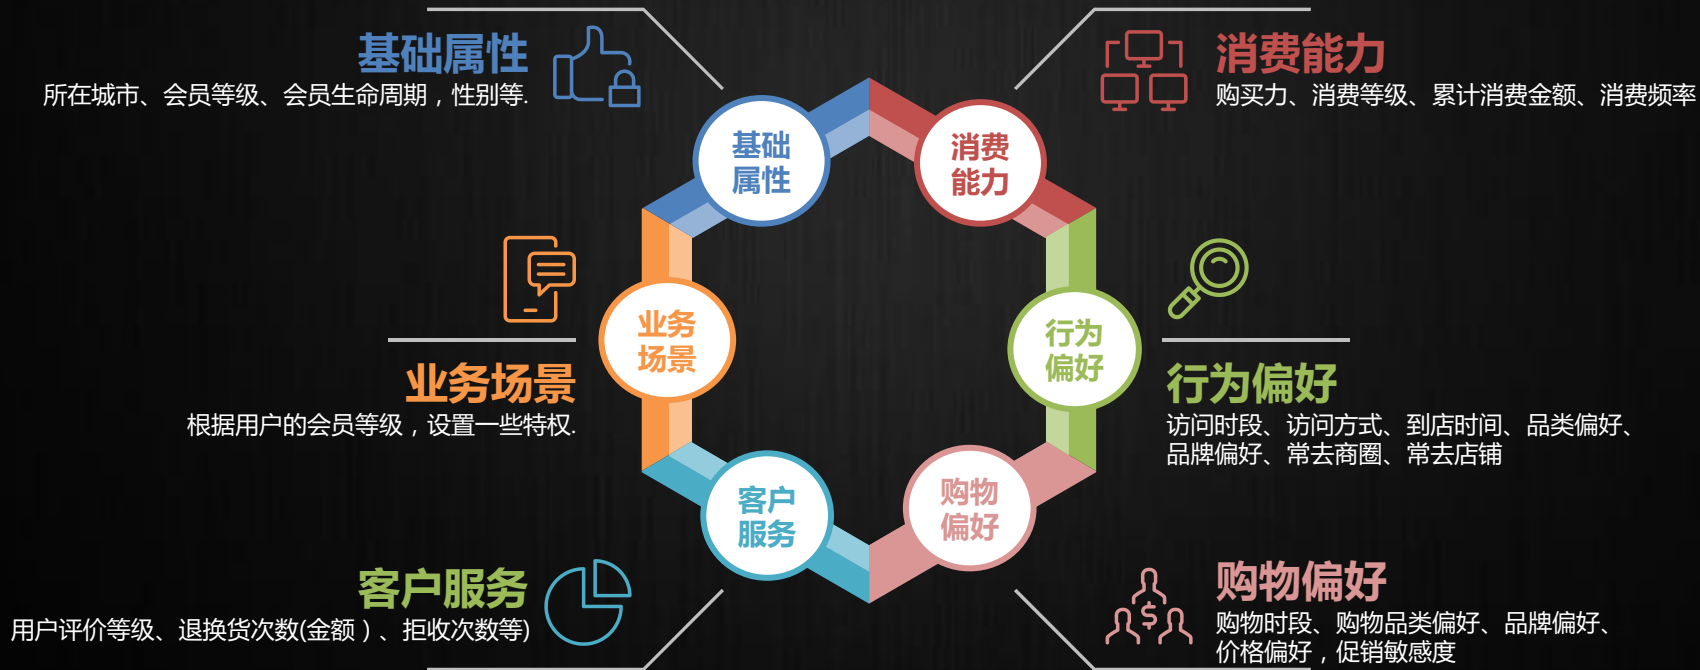 基础属性
所在城市、会员等级、会员生命周期，性别等.
消费能力
购买力、消费等级、累计消费金额、消费频率
基础
属性
消费
能力
业务
场景
行为
偏好
业务场景
根据用户的会员等级，设置一些特权.
行为偏好
访问时段、访问方式、到店时间、品类偏好、
品牌偏好、常去商圈、常去店铺
客户
服务
购物
偏好
客户服务
用户评价等级、退换货次数(金额）、拒收次数等)
$
购物偏好
购物时段、购物品类偏好、品牌偏好、
价格偏好，促销敏感度